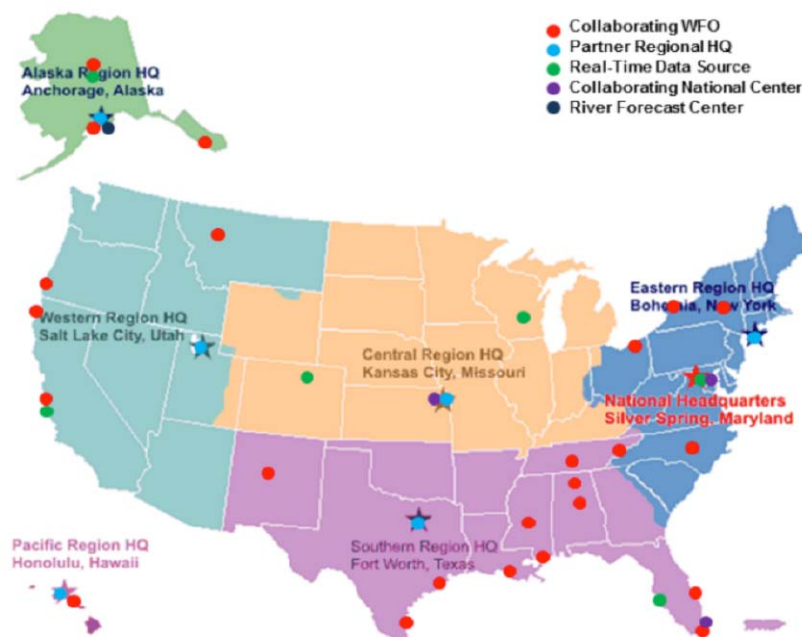 Collaborating WFO
Partner Regional HQ
Real-Time Data Source
Collaborating National Center
River Forecast Center
Alaska Region HQ
Anchorage, Alaska
Eastern Region HQ
Bohemia, New York
Western Region HQ
Salt Lake City, Utah
Central Region HQ
Kansas City, Missouri
National Headquarters
Silver Spring, Maryland
Pacific Region HQ
Honolulu, Hawaii
Southern Region HQ
Fort Worth, Texas